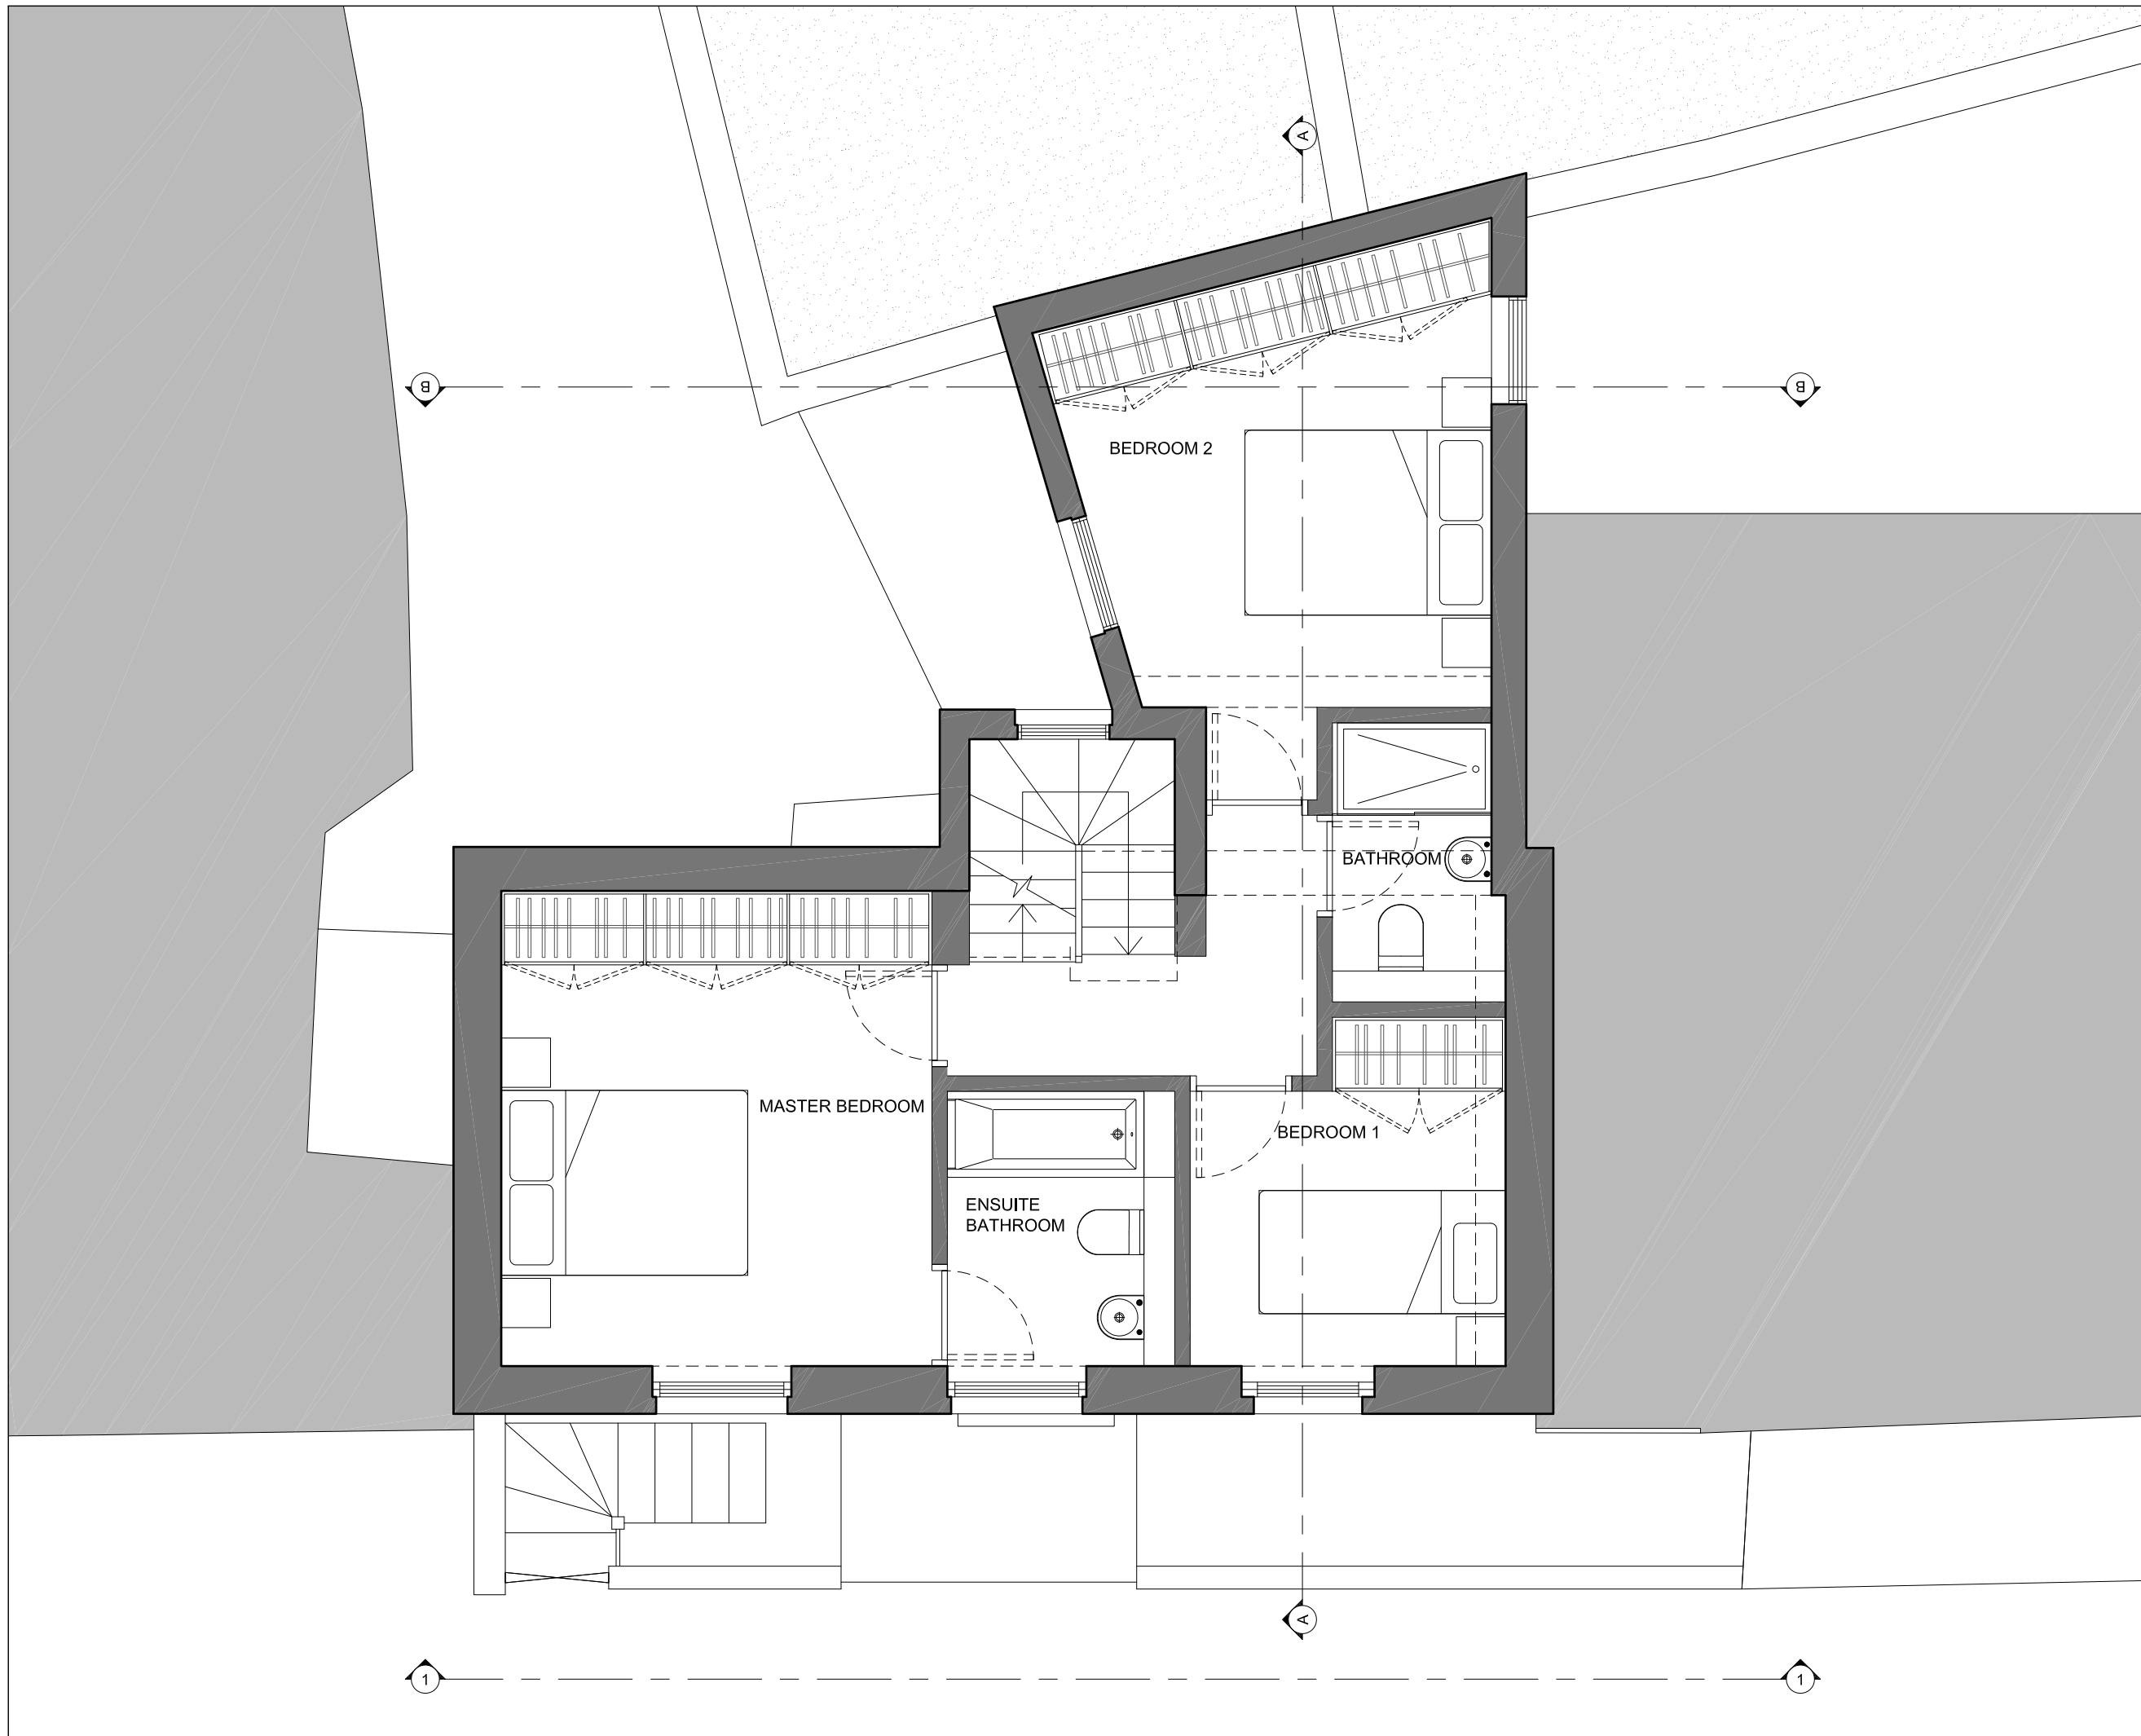 A
B
B
BEDROOM 2
BATHROOM
MASTER BEDROOM
BEDROOM 1
ENSUITE
BATHROOM
A
1
1